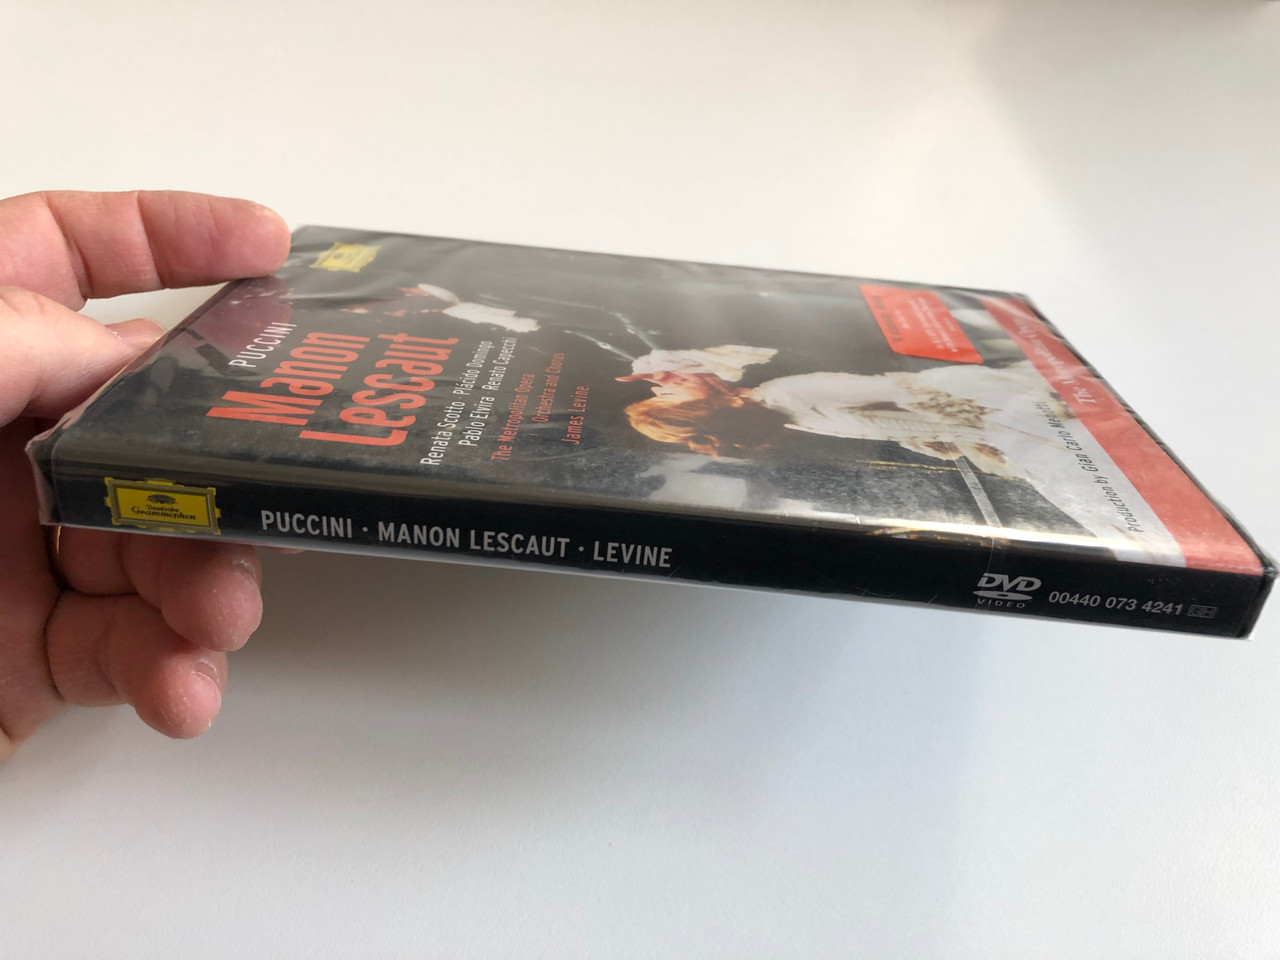 PUCCINI
Manon
Lescaut
Renata Scotto · Plácido Domingo
Pablo Elvira · Renato Capecchi
The Metropolitan Opera
Orchestra and Chorus
James Levine
Production by Gian Carlo Menotti
The
Deutsche
Grammophon
PUCCINI · MANON LESCAUT · LEVINE
DVD
VIDEO
00440 073 4241